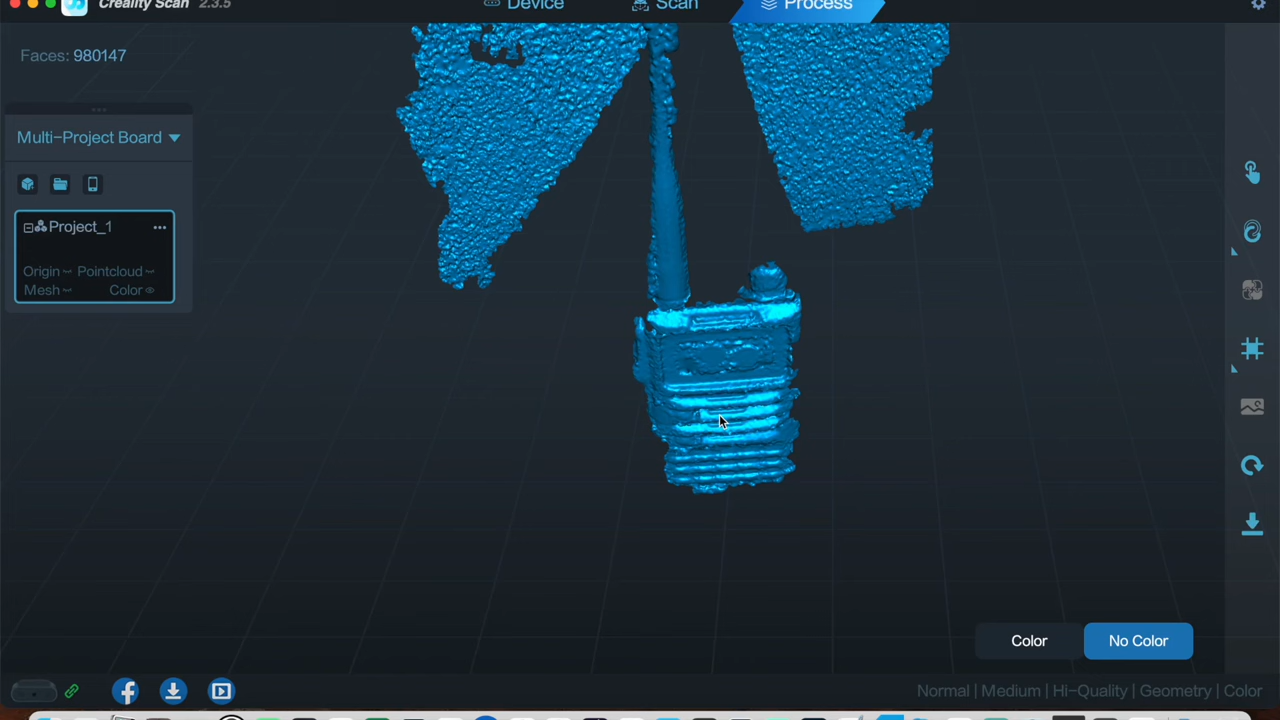 Creality Scan 2.3.5
Device
Scan
Process
Faces: 980147
Multi-Project Board
Project_1
Origin
Pointcloud
Mesh
Color
Color
No Color
Normal | Medium | Hi-Quality | Geometry | Color